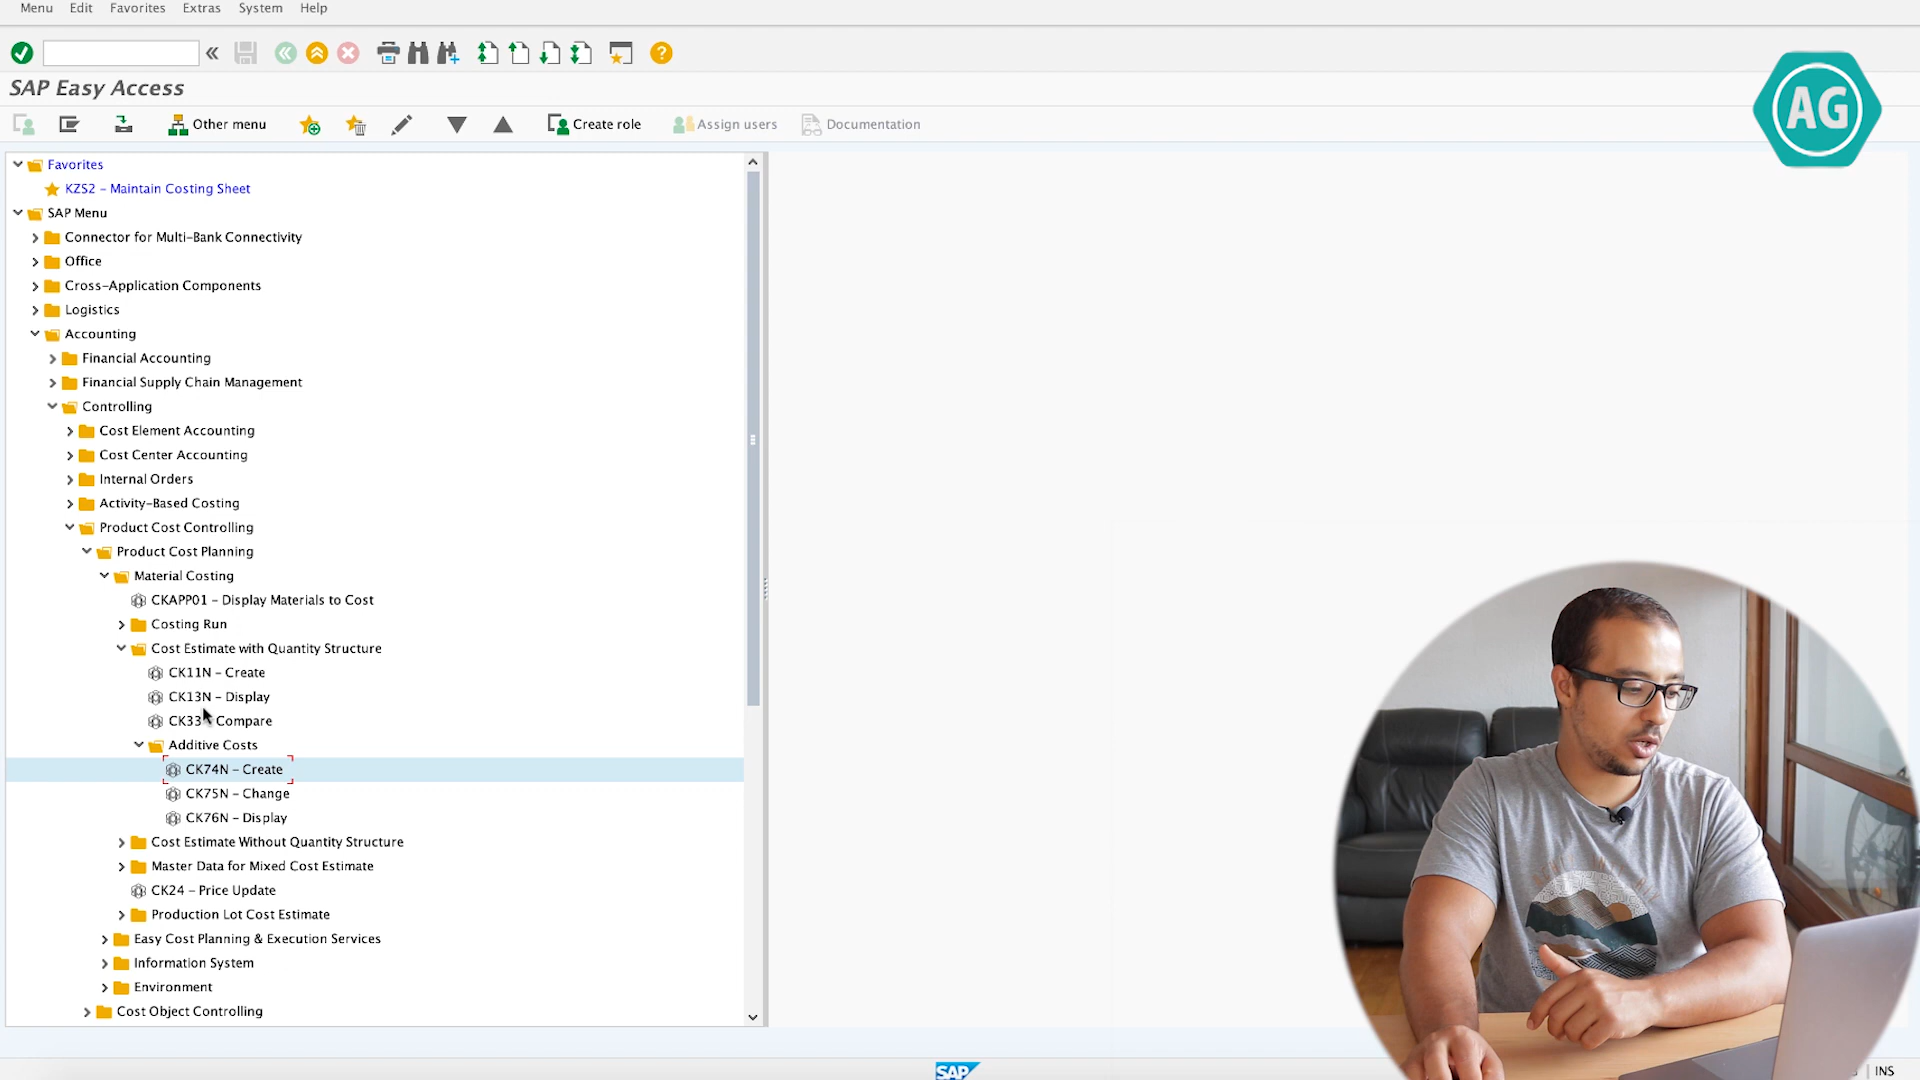 Menu Edit Favorites Extras System Help
SAP Easy Access
Other menu Create role Assign users Documentation
AG
Favorites
KZS2 – Maintain Costing Sheet
SAP Menu
Connector for Multi-Bank Connectivity
Office
Cross-Application Components
Logistics
Accounting
Financial Accounting
Financial Supply Chain Management
Controlling
Cost Element Accounting
Cost Center Accounting
Internal Orders
Activity-Based Costing
Product Cost Controlling
Product Cost Planning
Material Costing
CKAPP01 – Display Materials to Cost
Costing Run
Cost Estimate with Quantity Structure
CK11N – Create
CK13N – Display
CK33 Compare
Additive Costs
CK74N – Create
CK75N – Change
CK76N – Display
Cost Estimate Without Quantity Structure
Master Data for Mixed Cost Estimate
CK24 – Price Update
Production Lot Cost Estimate
Easy Cost Planning & Execution Services
Information System
Environment
Cost Object Controlling
SAP
INS